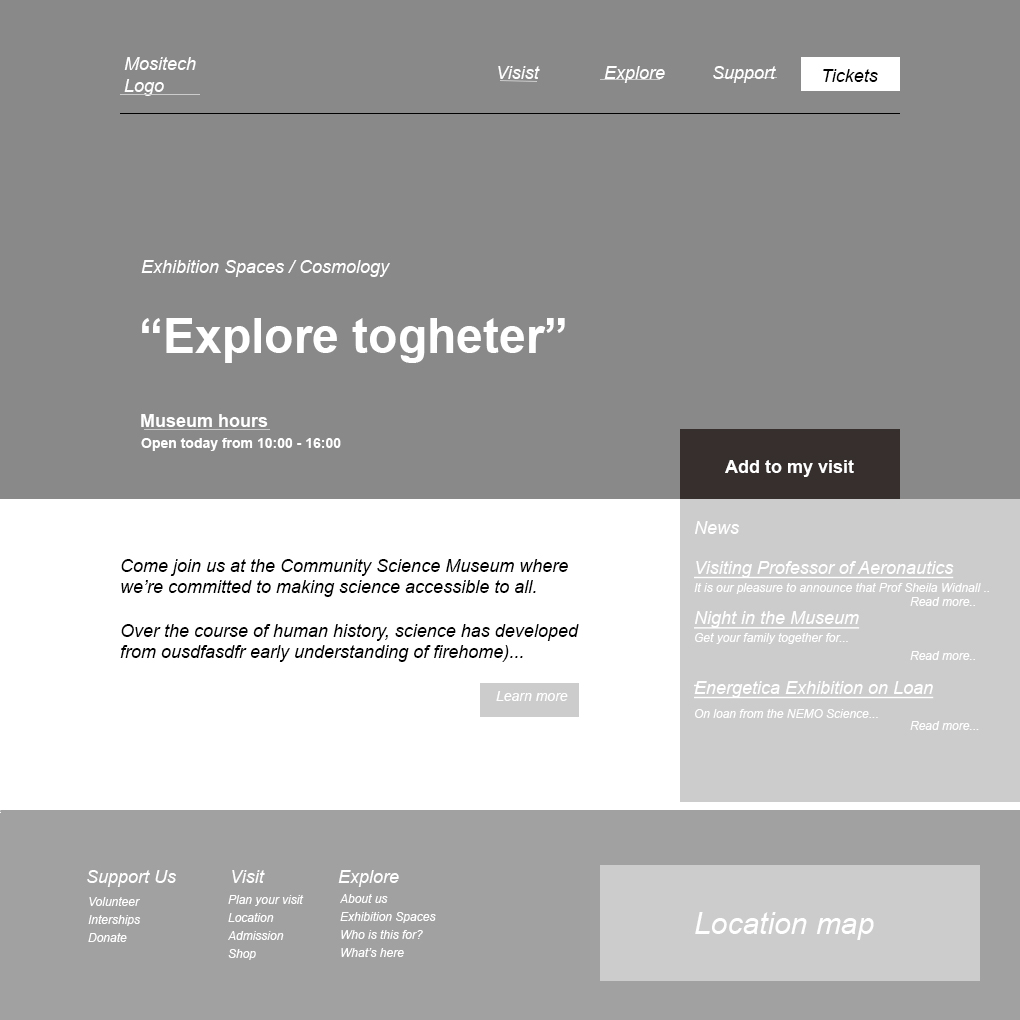 Mositech
Logo
Visist
Explore
Support
Tickets
Exhibition Spaces / Cosmology
“Explore togheter”
Museum hours
Open today from 10:00 - 16:00
Add to my visit
Come join us at the Community Science Museum where
we’re committed to making science accessible to all.
Over the course of human history, science has developed
from ousdfasdfr early understanding of firehome)...
Learn more
News
Visiting Professor of Aeronautics
It is our pleasure to announce that Prof Sheila Widnall ..
Read more..
Night in the Museum
Get your family together for...
Read more..
Energetica Exhibition on Loan
On loan from the NEMO Science...
Read more...
Support Us
Volunteer
Interships
Donate
Visit
Plan your visit
Location
Admission
Shop
Explore
About us
Exhibition Spaces
Who is this for?
What’s here
Location map